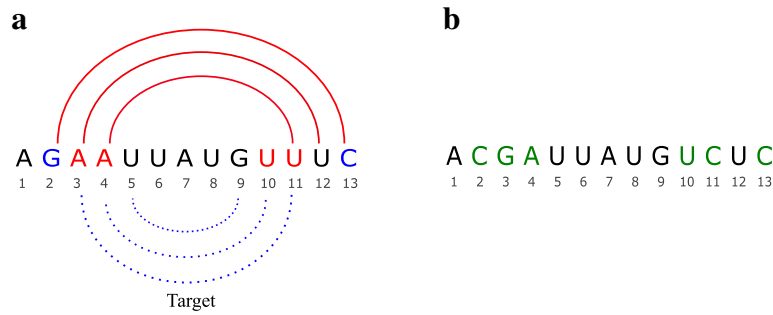 a
b
A G A A U U A U G U U U C
1 2 3 4 5 6 7 8 9 10 11 12 13
A C G A U U A U G U C U C
1 2 3 4 5 6 7 8 9 10 11 12 13
Target